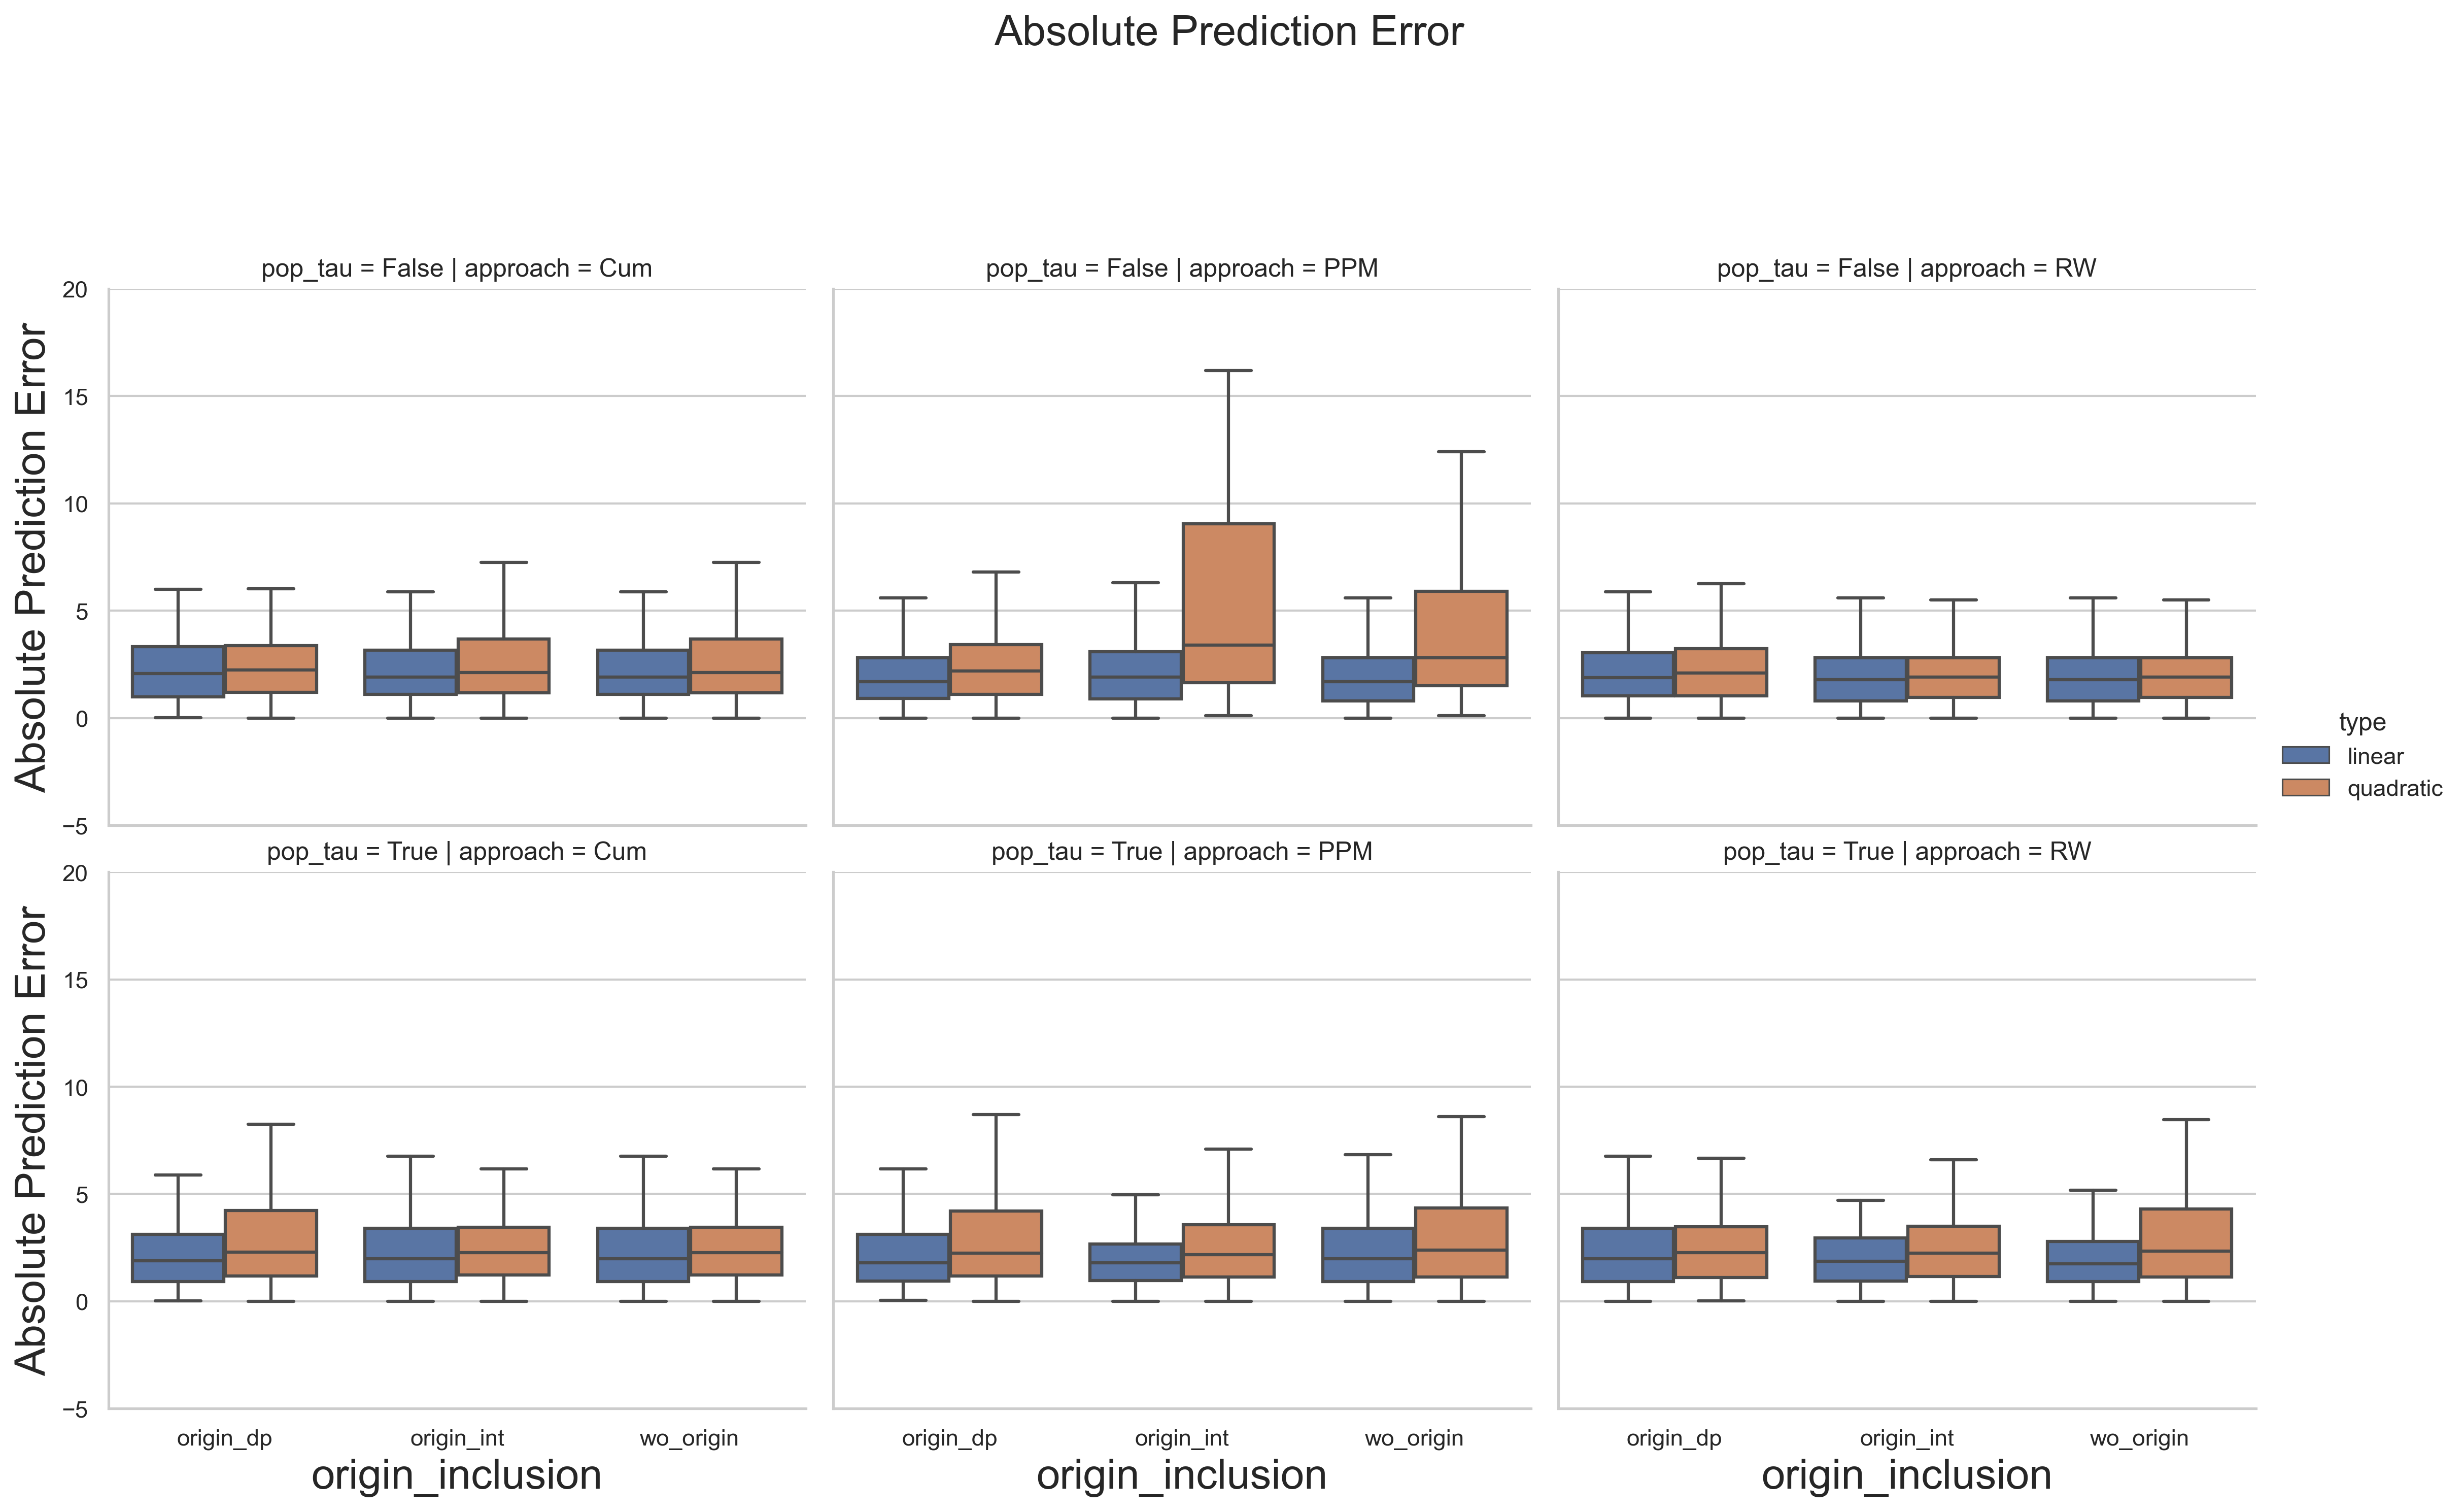 Absolute Prediction Error
pop_tau = False | approach = Cum
pop_tau = False | approach = PPM
pop_tau = False | approach = RW
20
15
10
5
0
−5
Absolute Prediction Error
type
linear
quadratic
pop_tau = True | approach = Cum
pop_tau = True | approach = PPM
pop_tau = True | approach = RW
20
15
10
5
0
−5
Absolute Prediction Error
origin_dp
origin_int
wo_origin
origin_inclusion
origin_dp
origin_int
wo_origin
origin_inclusion
origin_dp
origin_int
wo_origin
origin_inclusion